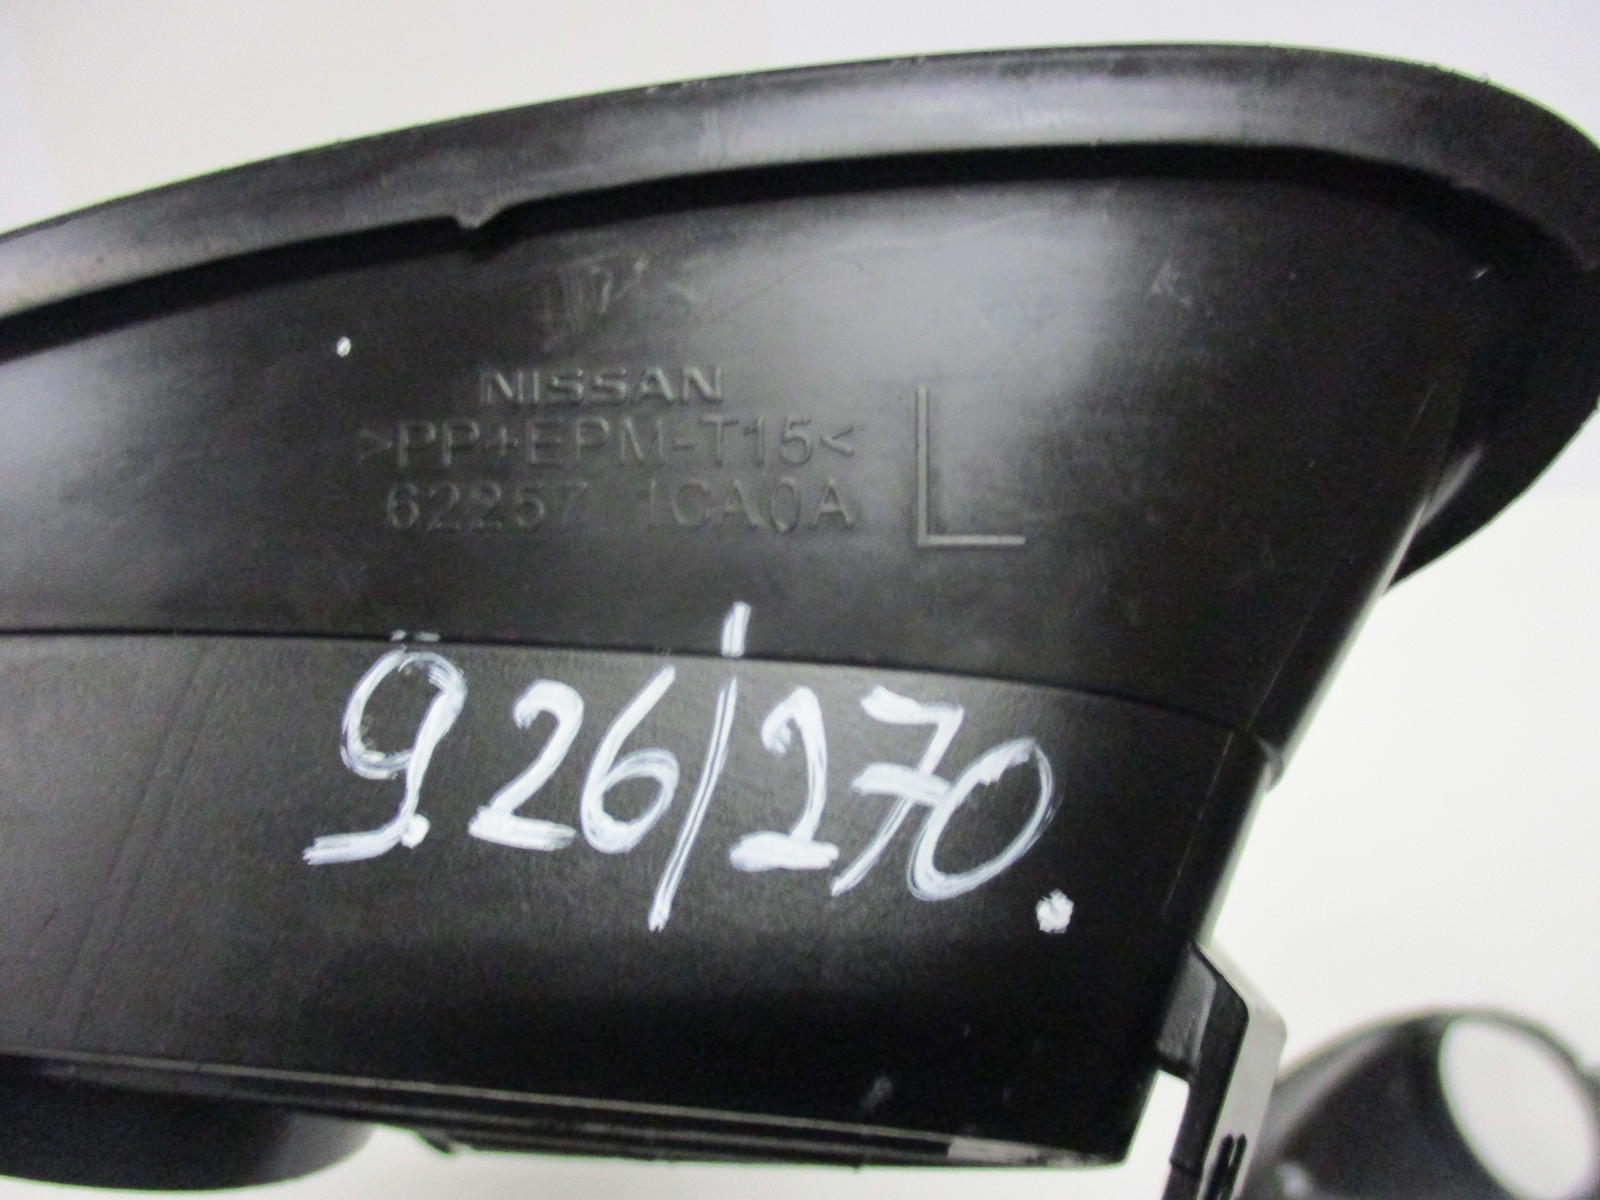 NISSAN
>PP+EPM-T15<
62257 1CA0A
L
926/270.